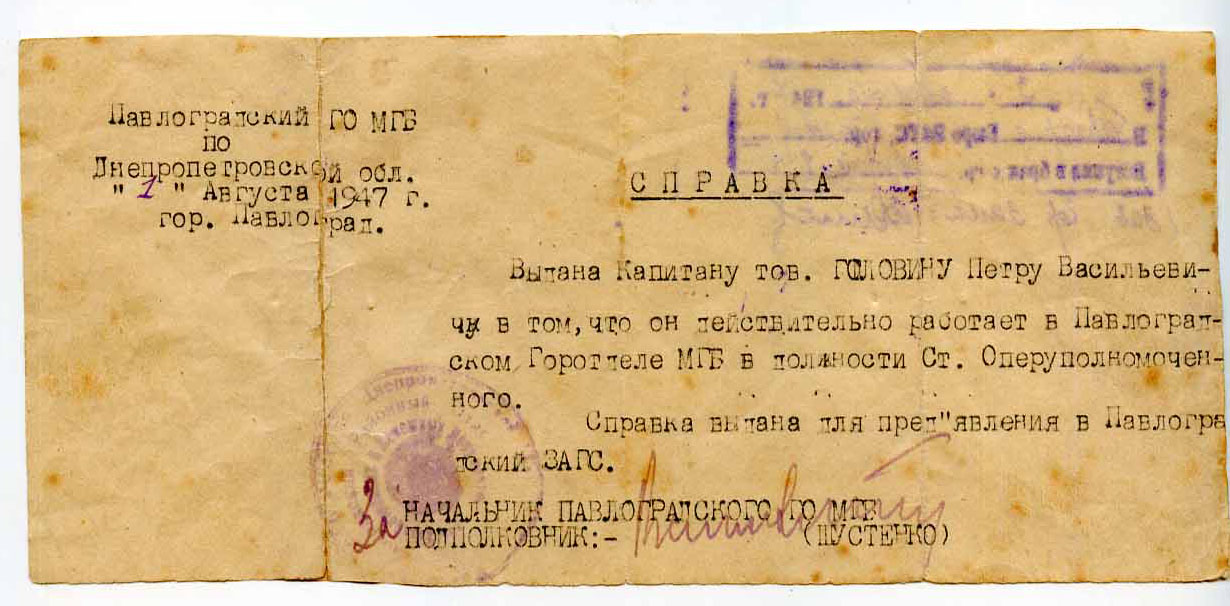 Павлоградский ГО МГБ
по
Днепропетровской обл.
" 1 " Августа 1947 г.
гор. Павлоград.
СПРАВКА
Выдана Капитану тов. ГОЛОВИНУ Петру Васильеви-
чу в том,что он действительно работает в Павлоград-
ском Горотделе МГБ в должности Ст. Оперуполномочен-
ного.
Справка выдана для пред"явления в Павлогра
дский ЗАГС.
За НАЧАЛЬНИК ПАВЛОГРАДСКОГО ГО МГБ
ПОДПОЛКОВНИК:- (ШУСТЕНКО)